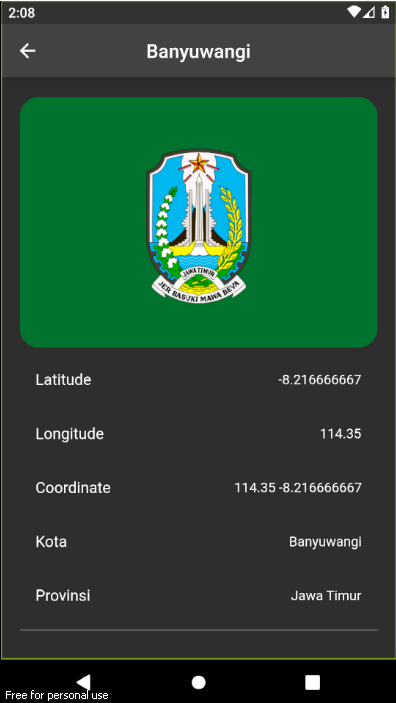 2:08
Banyuwangi
JAWA TIMUR
JER BASUKI MAWA BEYA
Latitude -8.216666667
Longitude 114.35
Coordinate 114.35 -8.216666667
Kota Banyuwangi
Provinsi Jawa Timur
Free for personal use